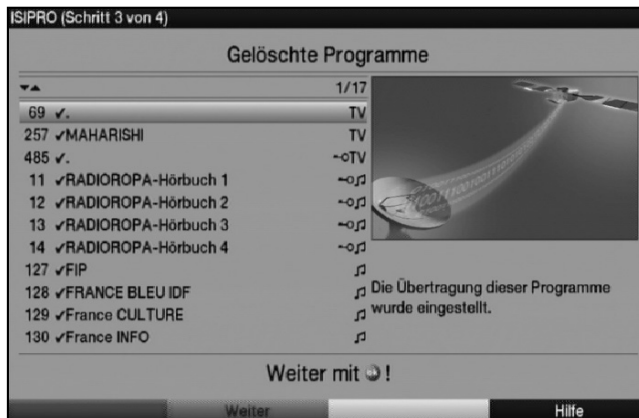 ISIPRO (Schritt 3 von 4)
Gelöschte Programme
1/17
69 ✓. TV
257 ✓MAHARISHI TV
485 ✓. TV
11 ✓RADIOROPA-Hörbuch 1
12 ✓RADIOROPA-Hörbuch 2
13 ✓RADIOROPA-Hörbuch 3
14 ✓RADIOROPA-Hörbuch 4
127 ✓FIP
128 ✓FRANCE BLEU IDF
129 ✓France CULTURE
130 ✓France INFO
Die Übertragung dieser Programme
wurde eingestellt.
Weiter mit !
Weiter Hilfe